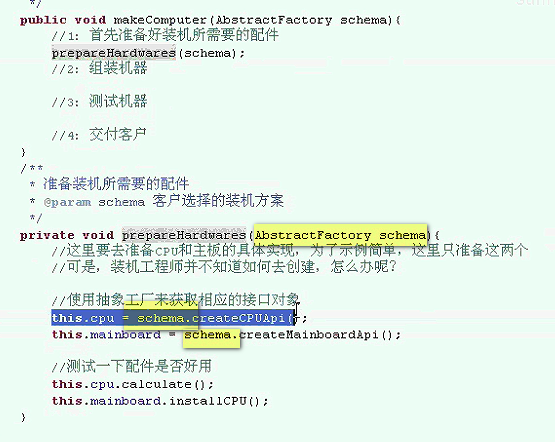 */
public void makeComputer(AbstractFactory schema){
//1: 首先准备好装机所需要的配件
prepareHardwares(schema);
//2: 组装机器
//3: 测试机器
//4: 交付客户
}
/**
* 准备装机所需要的配件
* @param schema 客户选择的装机方案
*/
private void prepareHardwares(AbstractFactory schema){
//这里要去准备CPU和主板的具体实现，为了示例简单，这里只准备这两个
//可是，装机工程师并不知道如何去创建，怎么办呢？
//使用抽象工厂来获取相应的接口对象
this.cpu = schema.createCPUApi();
this.mainboard = schema.createMainboardApi();
//测试一下配件是否好用
this.cpu.calculate();
this.mainboard.installCPU();
}